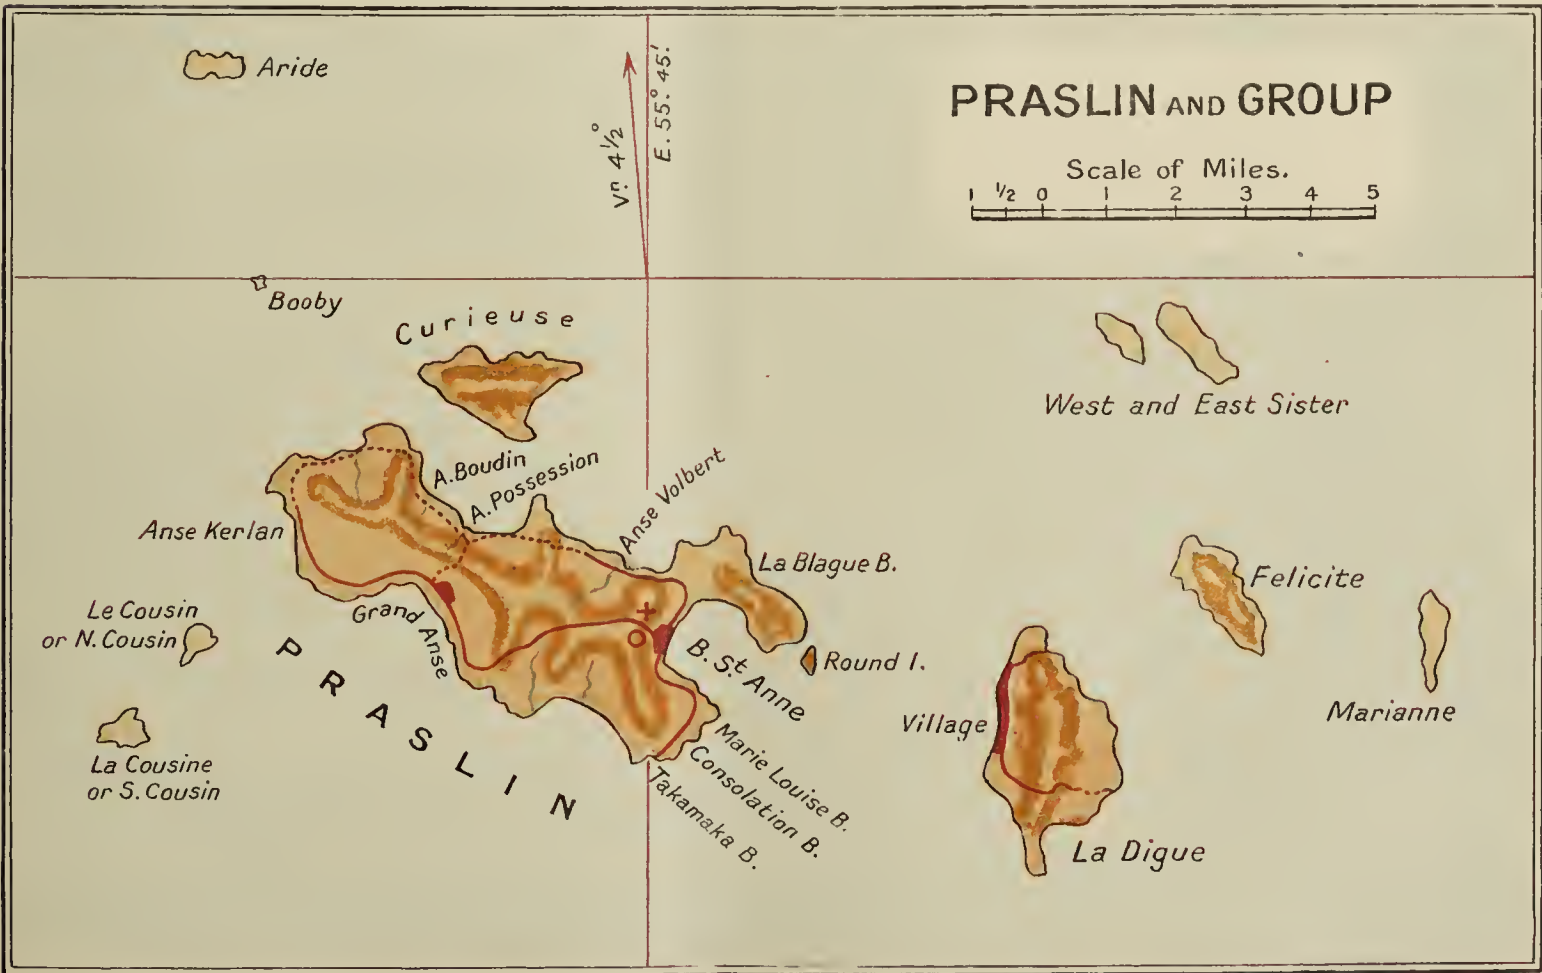 Aride
Vn. 4½°
E. 55° 45'
PRASLIN AND GROUP
Scale of Miles.
1 ½ 0 1 2 3 4 5
Booby
Curieuse
West and East Sister
A. Boudin
A. Possession
Anse Volbert
Anse Kerlan
La Blague B.
Felicite
Le Cousin
or N. Cousin
Grand Anse
B. St. Anne
Round I.
PRASLIN
Village
Marianne
La Cousine
or S. Cousin
Marie Louise B.
Consolation B.
Takamaka B.
La Digue